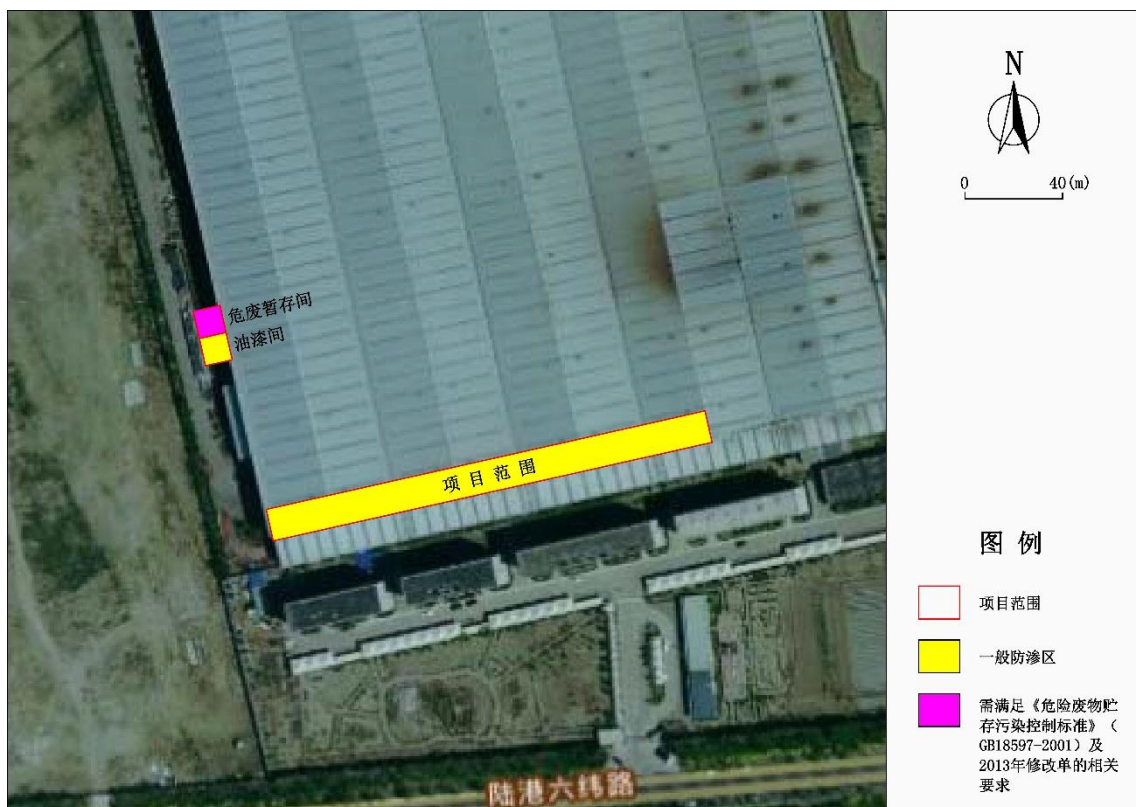 N
0 40(m)
危废暂存间
油漆间
项目范围
陆港六纬路
图 例
项目范围
一般防渗区
需满足《危险废物贮
存污染控制标准》（
GB18597-2001）及
2013年修改单的相关
要求